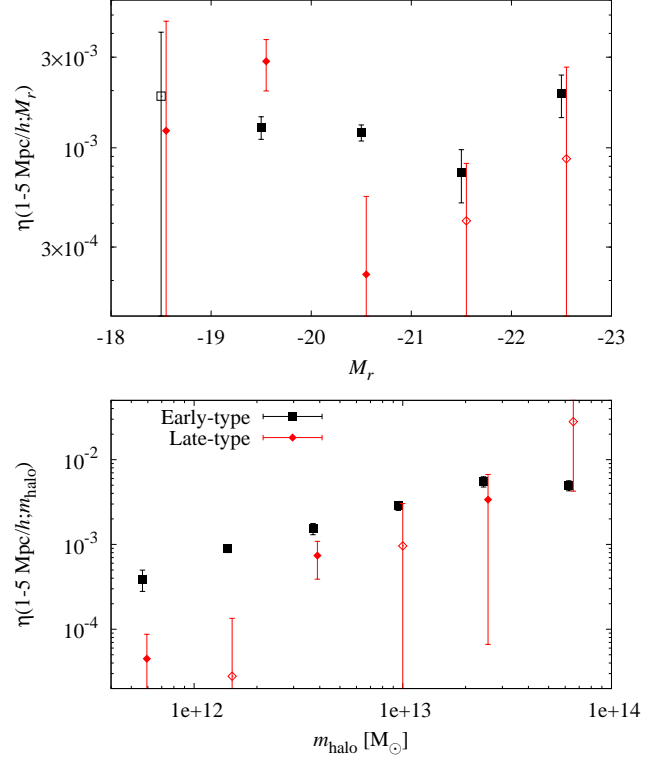 3×10⁻³
10⁻³
3×10⁻⁴
η(1-5 Mpc/h;Mᵣ)
-18 -19 -20 -21 -22 -23
Mᵣ
Early-type
Late-type
10⁻²
10⁻³
10⁻⁴
η(1-5 Mpc/h;m_halo)
1e+12 1e+13 1e+14
m_halo [M_⊙]